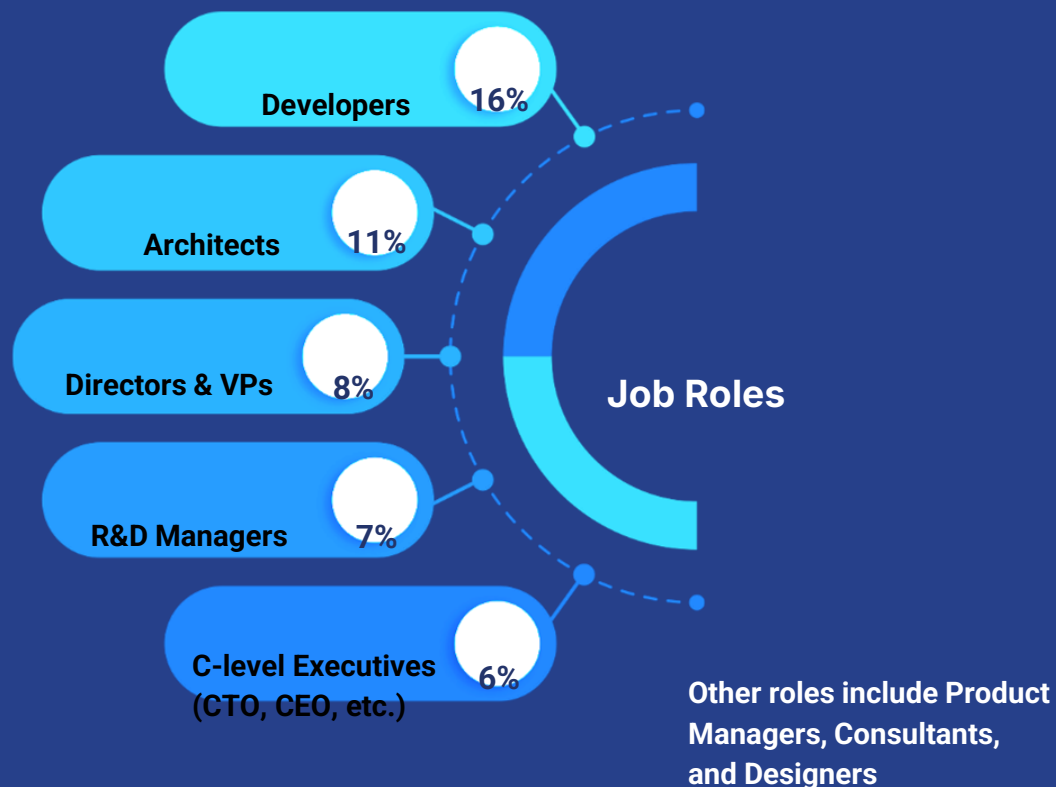 Developers
16%
Architects
11%
Directors & VPs
8%
Job Roles
R&D Managers
7%
C-level Executives
(CTO, CEO, etc.)
6%
Other roles include Product
Managers, Consultants,
and Designers